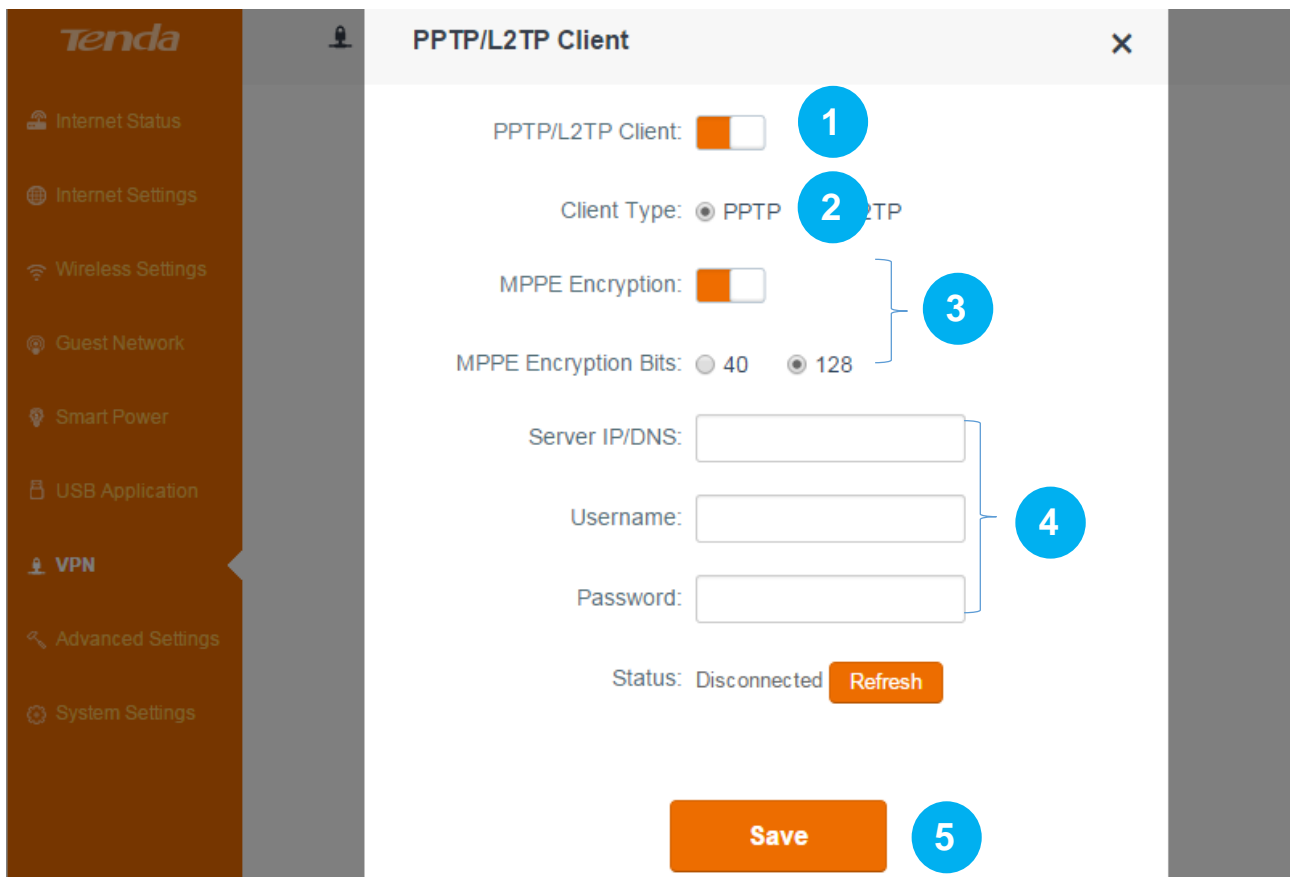 Tenda
PPTP/L2TP Client
Internet Status
Internet Settings
Wireless Settings
Guest Network
Smart Power
USB Application
VPN
Advanced Settings
System Settings
PPTP/L2TP Client: 1
Client Type: PPTP 2 2TP
MPPE Encryption:
3
MPPE Encryption Bits: 40 128
Server IP/DNS:
Username: 4
Password:
Status: Disconnected Refresh
Save 5